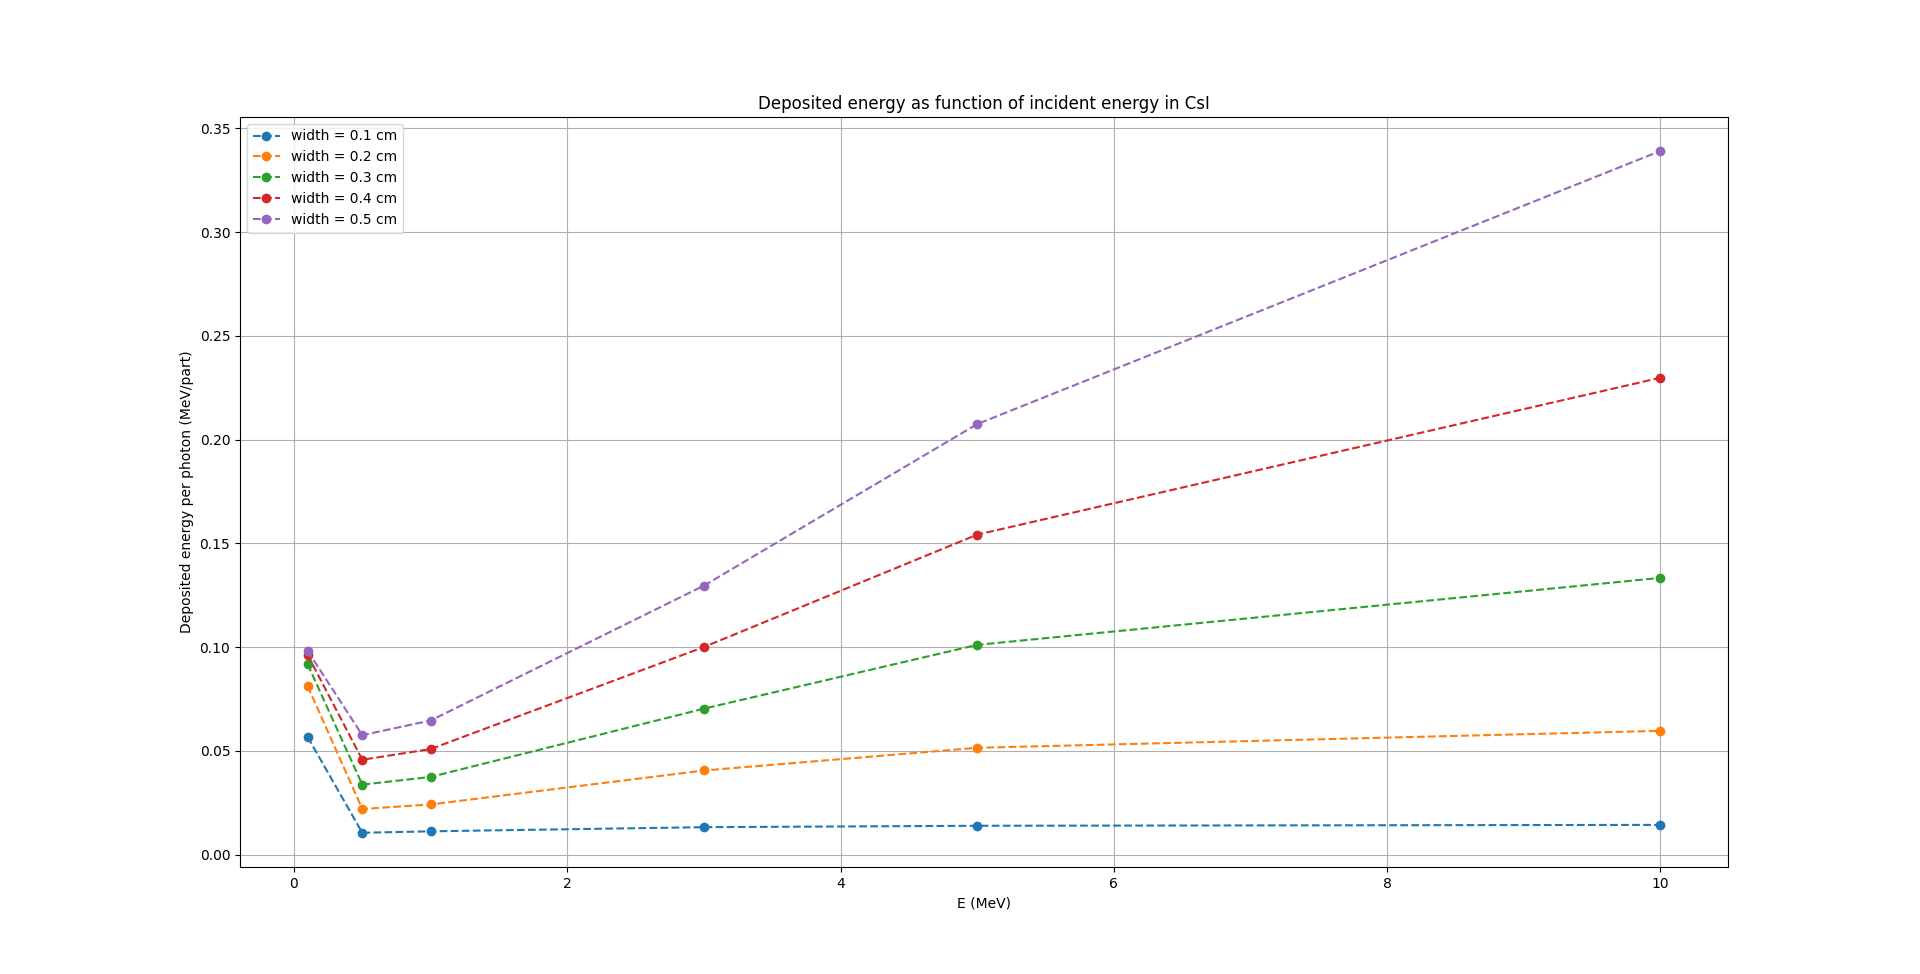 Deposited energy as function of incident energy in CsI
width = 0.1 cm
width = 0.2 cm
width = 0.3 cm
width = 0.4 cm
width = 0.5 cm
Deposited energy per photon (MeV/part)
0.35
0.30
0.25
0.20
0.15
0.10
0.05
0.00
0 2 4 6 8 10
E (MeV)